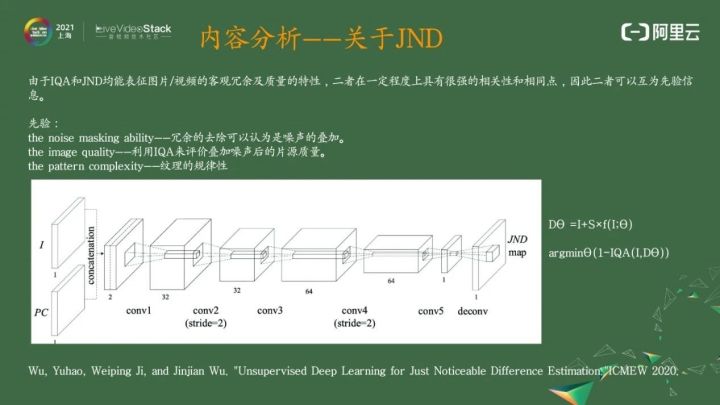 2021
上海
LiveVideoStack
音视频技术社区
阿里云
内容分析——关于JND
由于IQA和JND均能表征图片/视频的客观冗余及质量的特性，二者在一定程度上具有很强的相关性和相同点，因此二者可以互为先验信
息。
先验：
the noise masking ability——冗余的去除可以认为是噪声的叠加。
the image quality——利用IQA来评价叠加噪声后的片源质量。
the pattern complexity——纹理的规律性
I
1
PC
1
concatenation
2
32
32
64
64
1
1
conv1
conv2
(stride=2)
conv3
conv4
(stride=2)
conv5
deconv
JND
map
DΘ =I+S×f(I;Θ)
argminΘ(1-IQA(I,DΘ))
Wu, Yuhao, Weiping Ji, and Jinjian Wu. "Unsupervised Deep Learning for Just Noticeable Difference Estimation."ICMEW 2020.